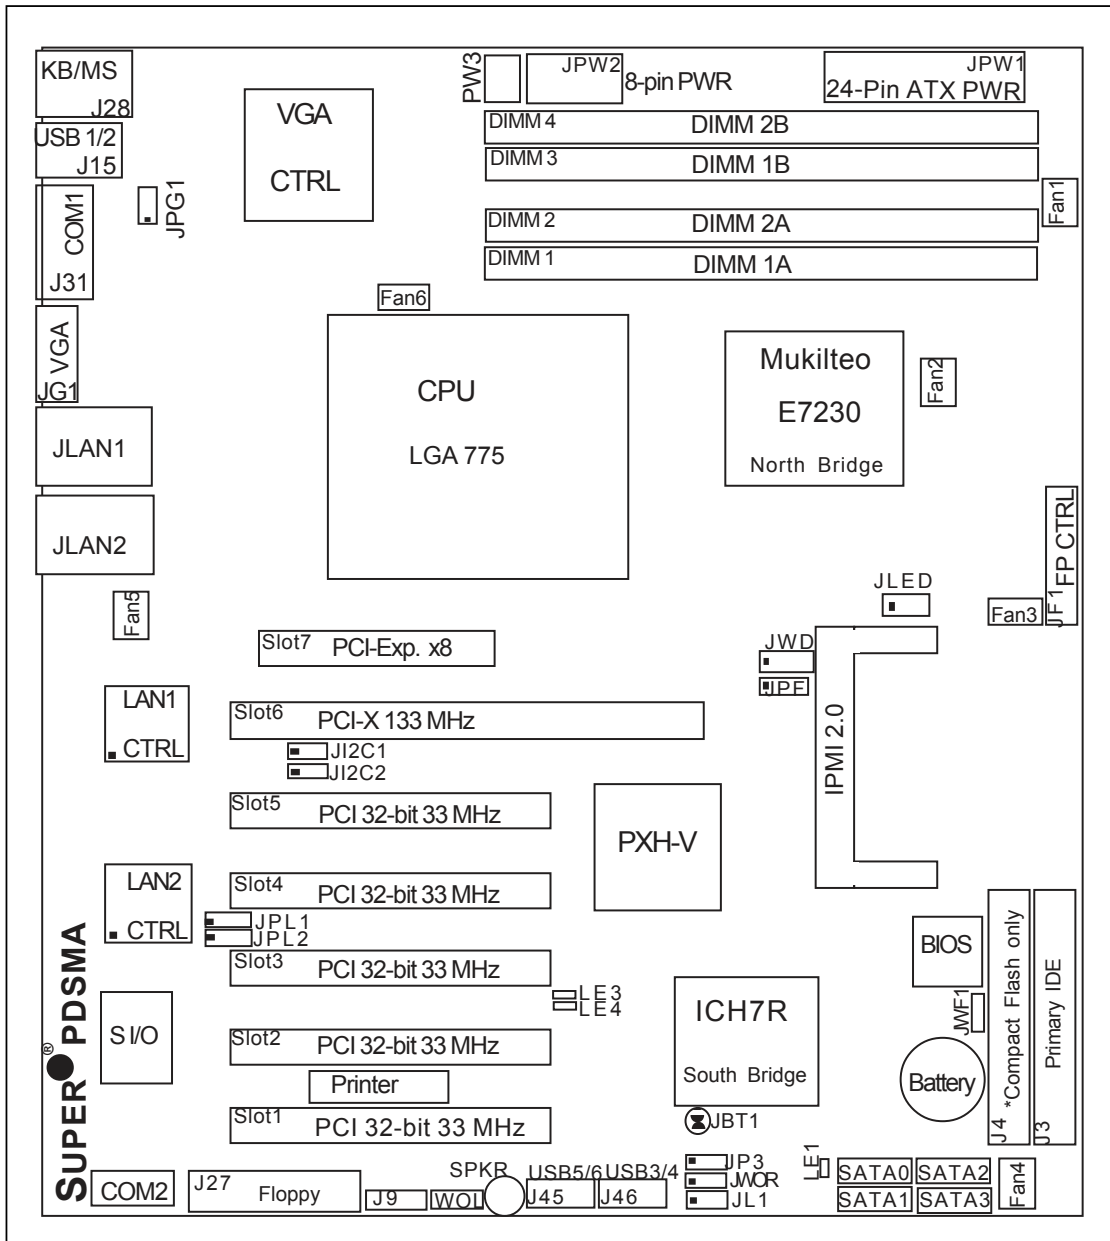 KB/MS
J28
USB 1/2
J15
COM1
J31
JPG1
VGA
CTRL
PW3
JPW2
8-pin PWR
JPW1
24-Pin ATX PWR
DIMM 4
DIMM 2B
DIMM 3
DIMM 1B
DIMM 2
DIMM 2A
DIMM 1
DIMM 1A
Fan1
Fan6
VGA
JG1
CPU
LGA 775
Mukilteo
E7230
North Bridge
Fan2
JLAN1
JLAN2
Fan5
FP CTRL
JF1
JLED
Fan3
Slot7
PCI-Exp. x8
JWD
JPF
IPMI 2.0
LAN1
CTRL
Slot6
PCI-X 133 MHz
JI2C1
JI2C2
Slot5
PCI 32-bit 33 MHz
PXH-V
LAN2
CTRL
Slot4
PCI 32-bit 33 MHz
JPL1
JPL2
Slot3
PCI 32-bit 33 MHz
LE3
LE4
BIOS
JWF1
*Compact Flash only
J4
Primary IDE
J3
ICH7R
South Bridge
Battery
S I/O
Slot2
PCI 32-bit 33 MHz
Printer
Slot1
PCI 32-bit 33 MHz
JBT1
SUPER® PDSMA
COM2
J27
Floppy
J9
WOL
SPKR
USB5/6
J45
USB3/4
J46
JP3
JWOR
JL1
LE1
SATA0
SATA2
SATA1
SATA3
Fan4